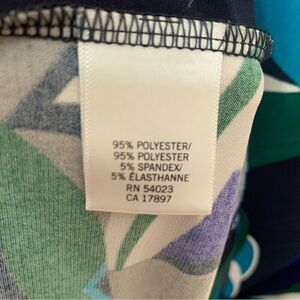 95% POLYESTER/
95% POLYESTER
5% SPANDEX/
5% ÉLASTHANNE
RN 54023
CA 17897